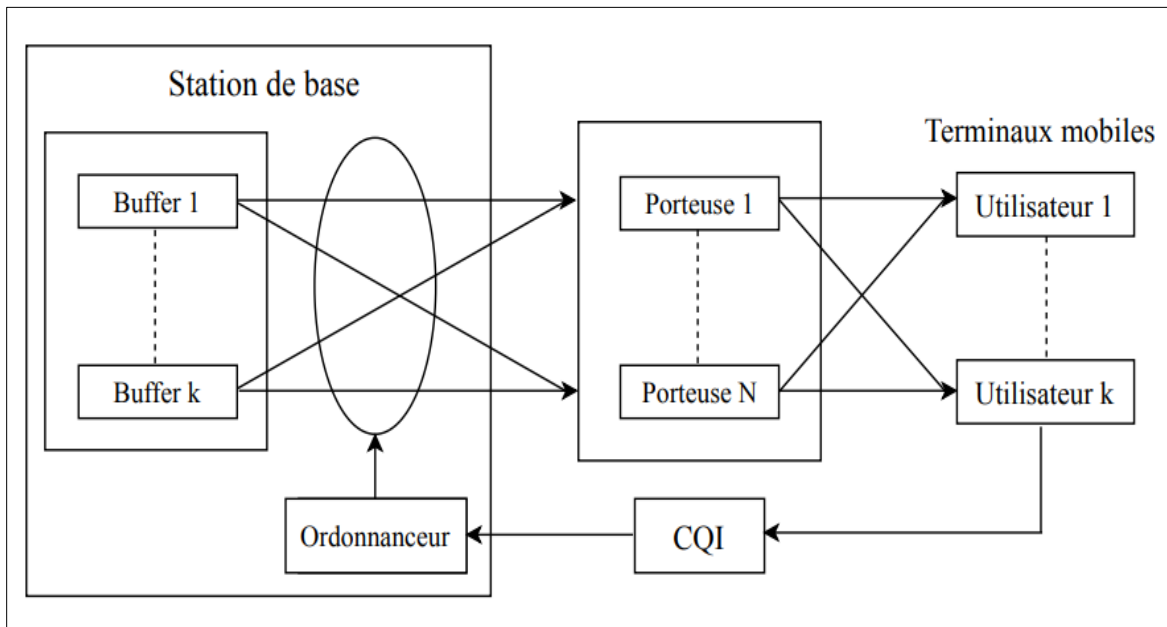 Station de base
Terminaux mobiles
Buffer 1
Porteuse 1
Utilisateur 1
Buffer k
Porteuse N
Utilisateur k
Ordonnanceur
CQI